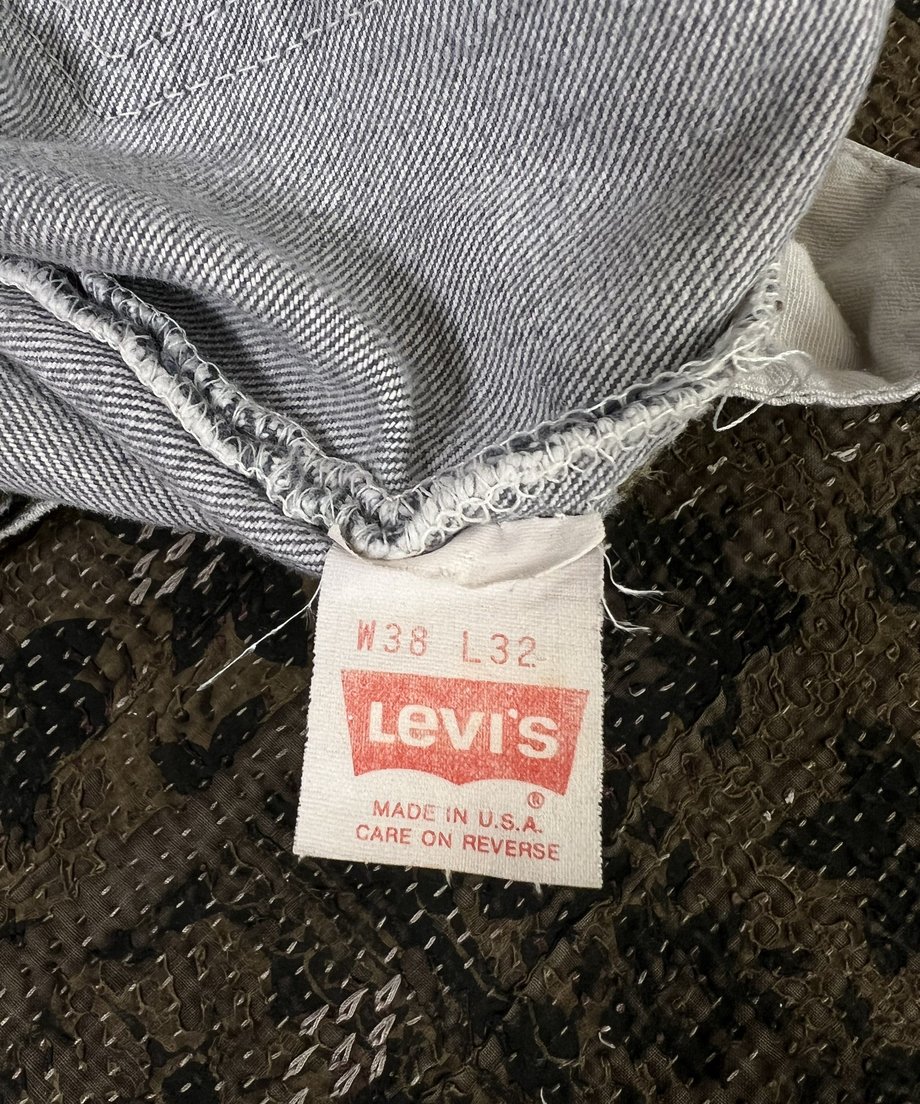 W38 L32
LeVI'S
®
MADE IN U.S.A.
CARE ON REVERSE